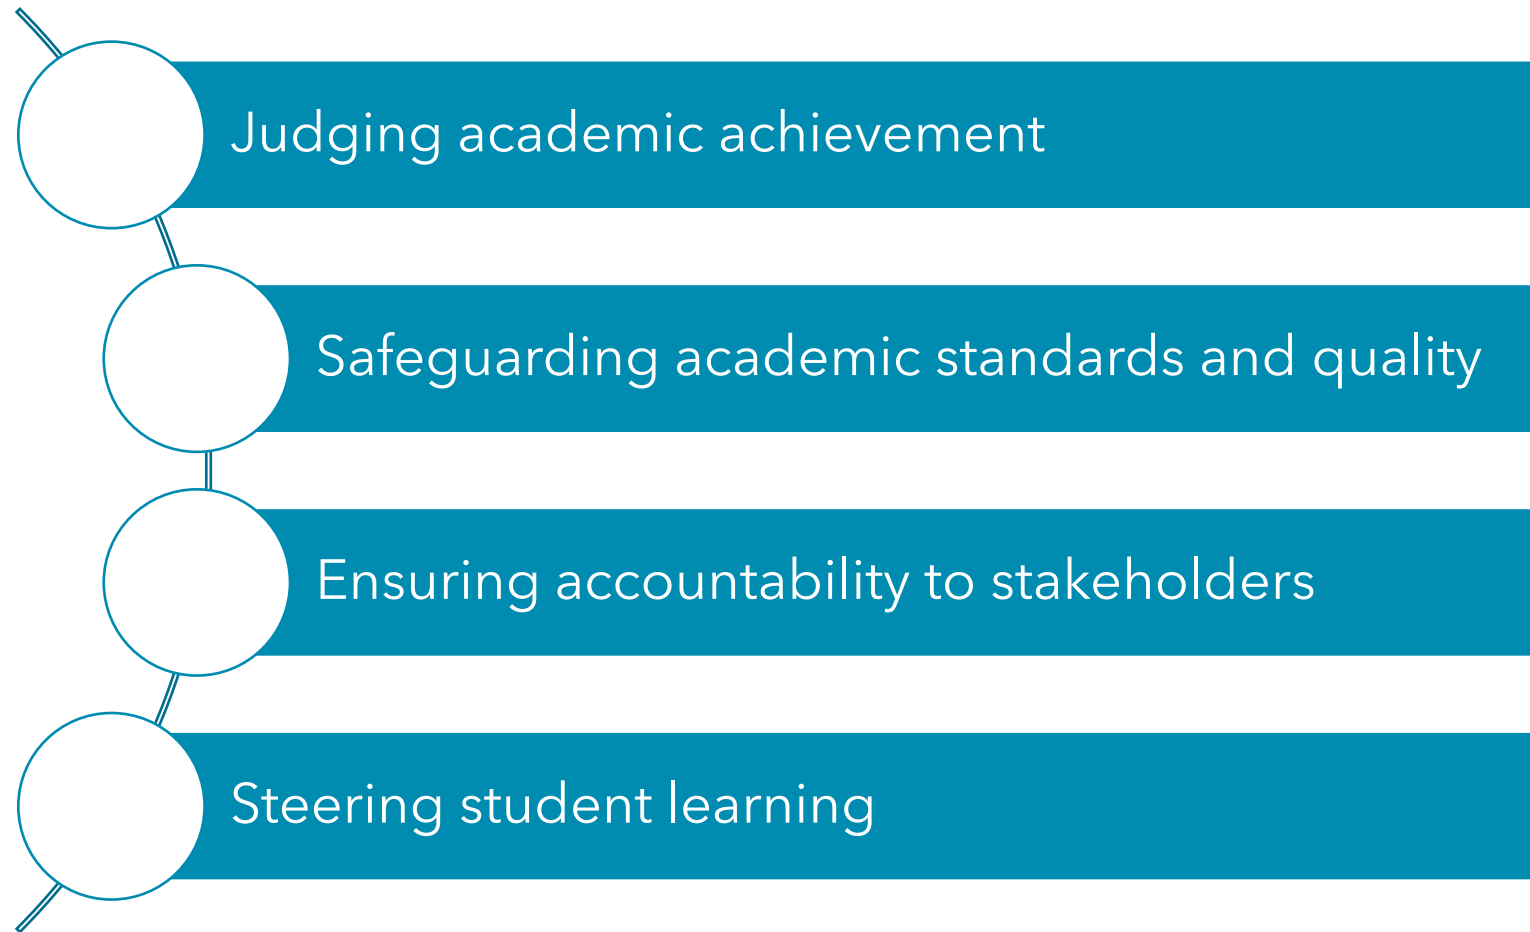 Judging academic achievement
Safeguarding academic standards and quality
Ensuring accountability to stakeholders
Steering student learning